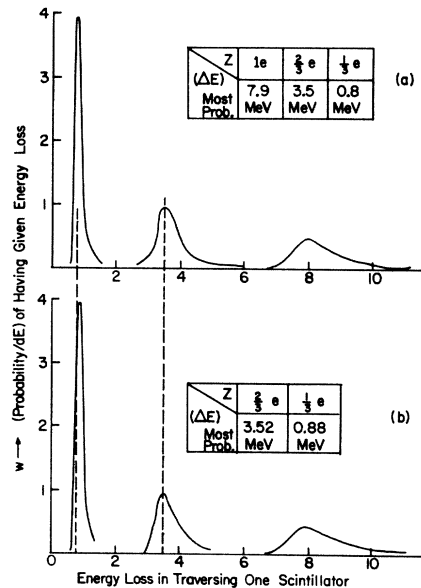 4
3
2
1
Z
1e
2/3 e
1/3 e
(ΔE)
Most
Prob.
7.9
MeV
3.5
MeV
0.8
MeV
(a)
2
4
6
8
10
w → (Probability/dE) of Having Given Energy Loss
4
3
2
1
Z
2/3 e
1/3 e
(ΔE)
Most
Prob.
3.52
MeV
0.88
MeV
(b)
2
4
6
8
10
Energy Loss in Traversing One Scintillator